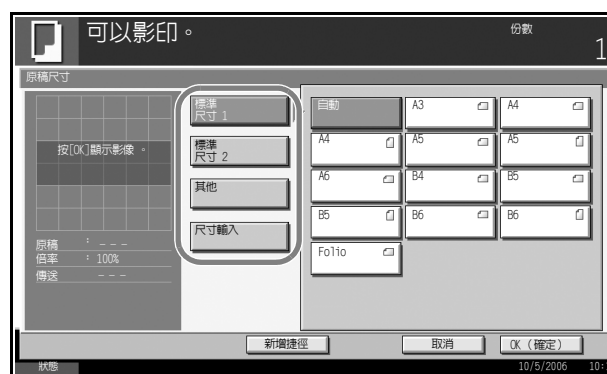 可以影印。
份數
1
原稿尺寸
按[OK]顯示影像。
原稿 : ---
倍率 : 100%
傳送 ---
標準
尺寸 1
標準
尺寸 2
其他
尺寸輸入
自動
A3
A4
A4
A5
A5
A6
B4
B5
B5
B6
B6
Folio
新增捷徑
取消
OK (確定)
狀態
10/5/2006 10: